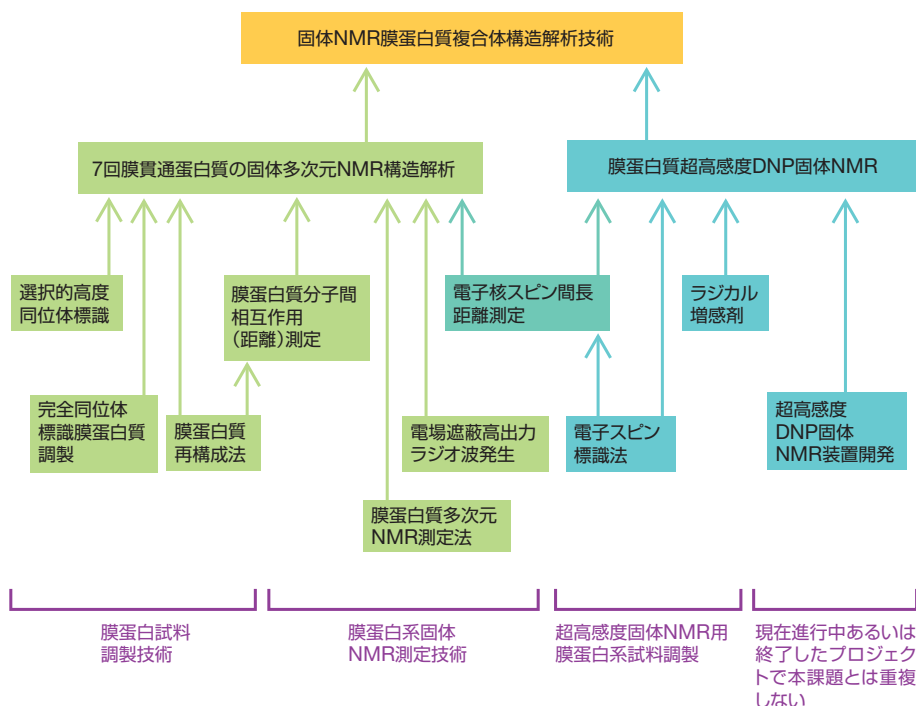 固体NMR膜蛋白質複合体構造解析技術
7回膜貫通蛋白質の固体多次元NMR構造解析
膜蛋白質超高感度DNP固体NMR
選択的高度
同位体標識
膜蛋白質分子間
相互作用
（距離）測定
電子核スピン間長
距離測定
ラジカル
増感剤
完全同位体
標識膜蛋白質
調製
膜蛋白質
再構成法
電場遮蔽高出力
ラジオ波発生
電子スピン
標識法
超高感度
DNP固体
NMR装置開発
膜蛋白質多次元
NMR測定法
膜蛋白試料
調製技術
膜蛋白系固体
NMR測定技術
超高感度固体NMR用
膜蛋白系試料調製
現在進行中あるいは
終了したプロジェク
トで本課題とは重複
しない